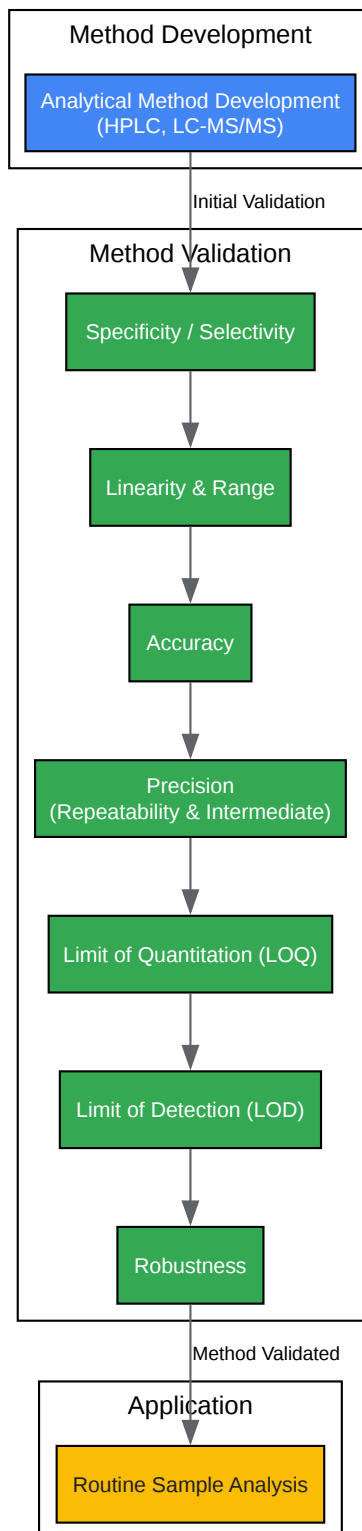 Method Development
Analytical Method Development
(HPLC, LC-MS/MS)
Initial Validation
Method Validation
Specificity / Selectivity
Linearity & Range
Accuracy
Precision
(Repeatability & Intermediate)
Limit of Quantitation (LOQ)
Limit of Detection (LOD)
Robustness
Method Validated
Application
Routine Sample Analysis